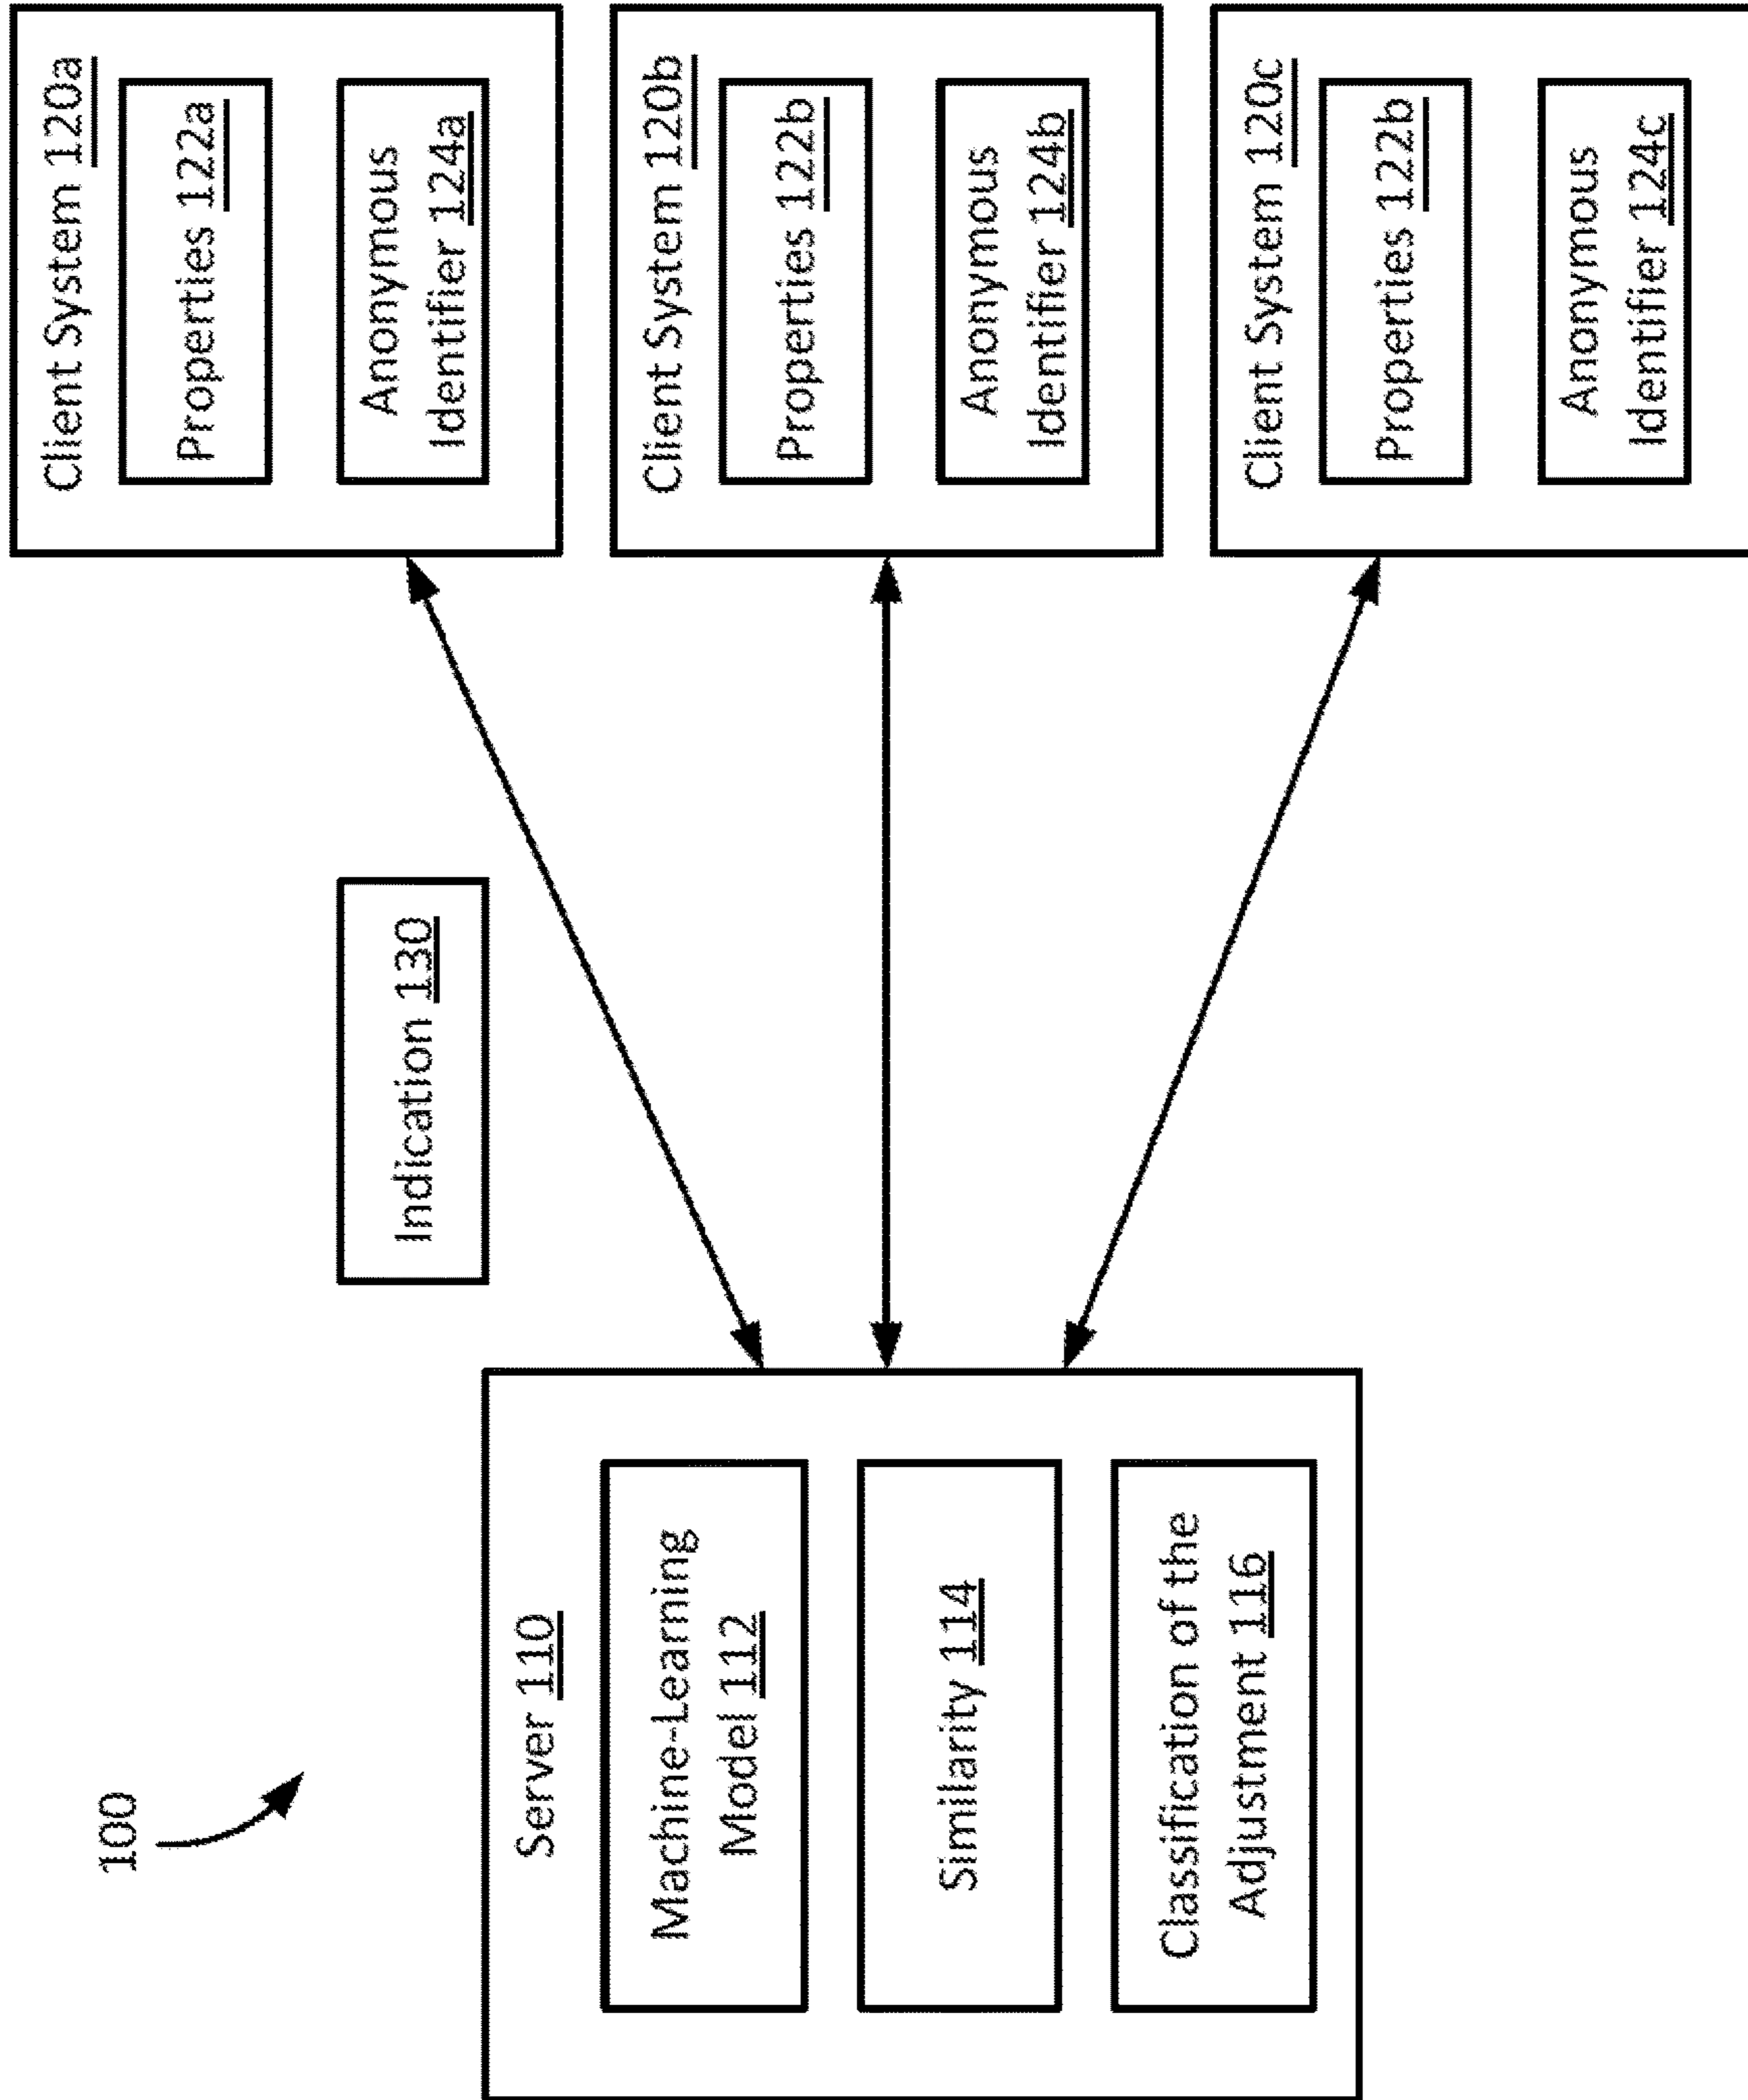 100
Server 110
Machine-Learning
Model 112
Similarity 114
Classification of the
Adjustment 116
Indication 130
Client System 120a
Properties 122a
Anonymous
Identifier 124a
Client System 120b
Properties 122b
Anonymous
Identifier 124b
Client System 120c
Properties 122b
Anonymous
Identifier 124c